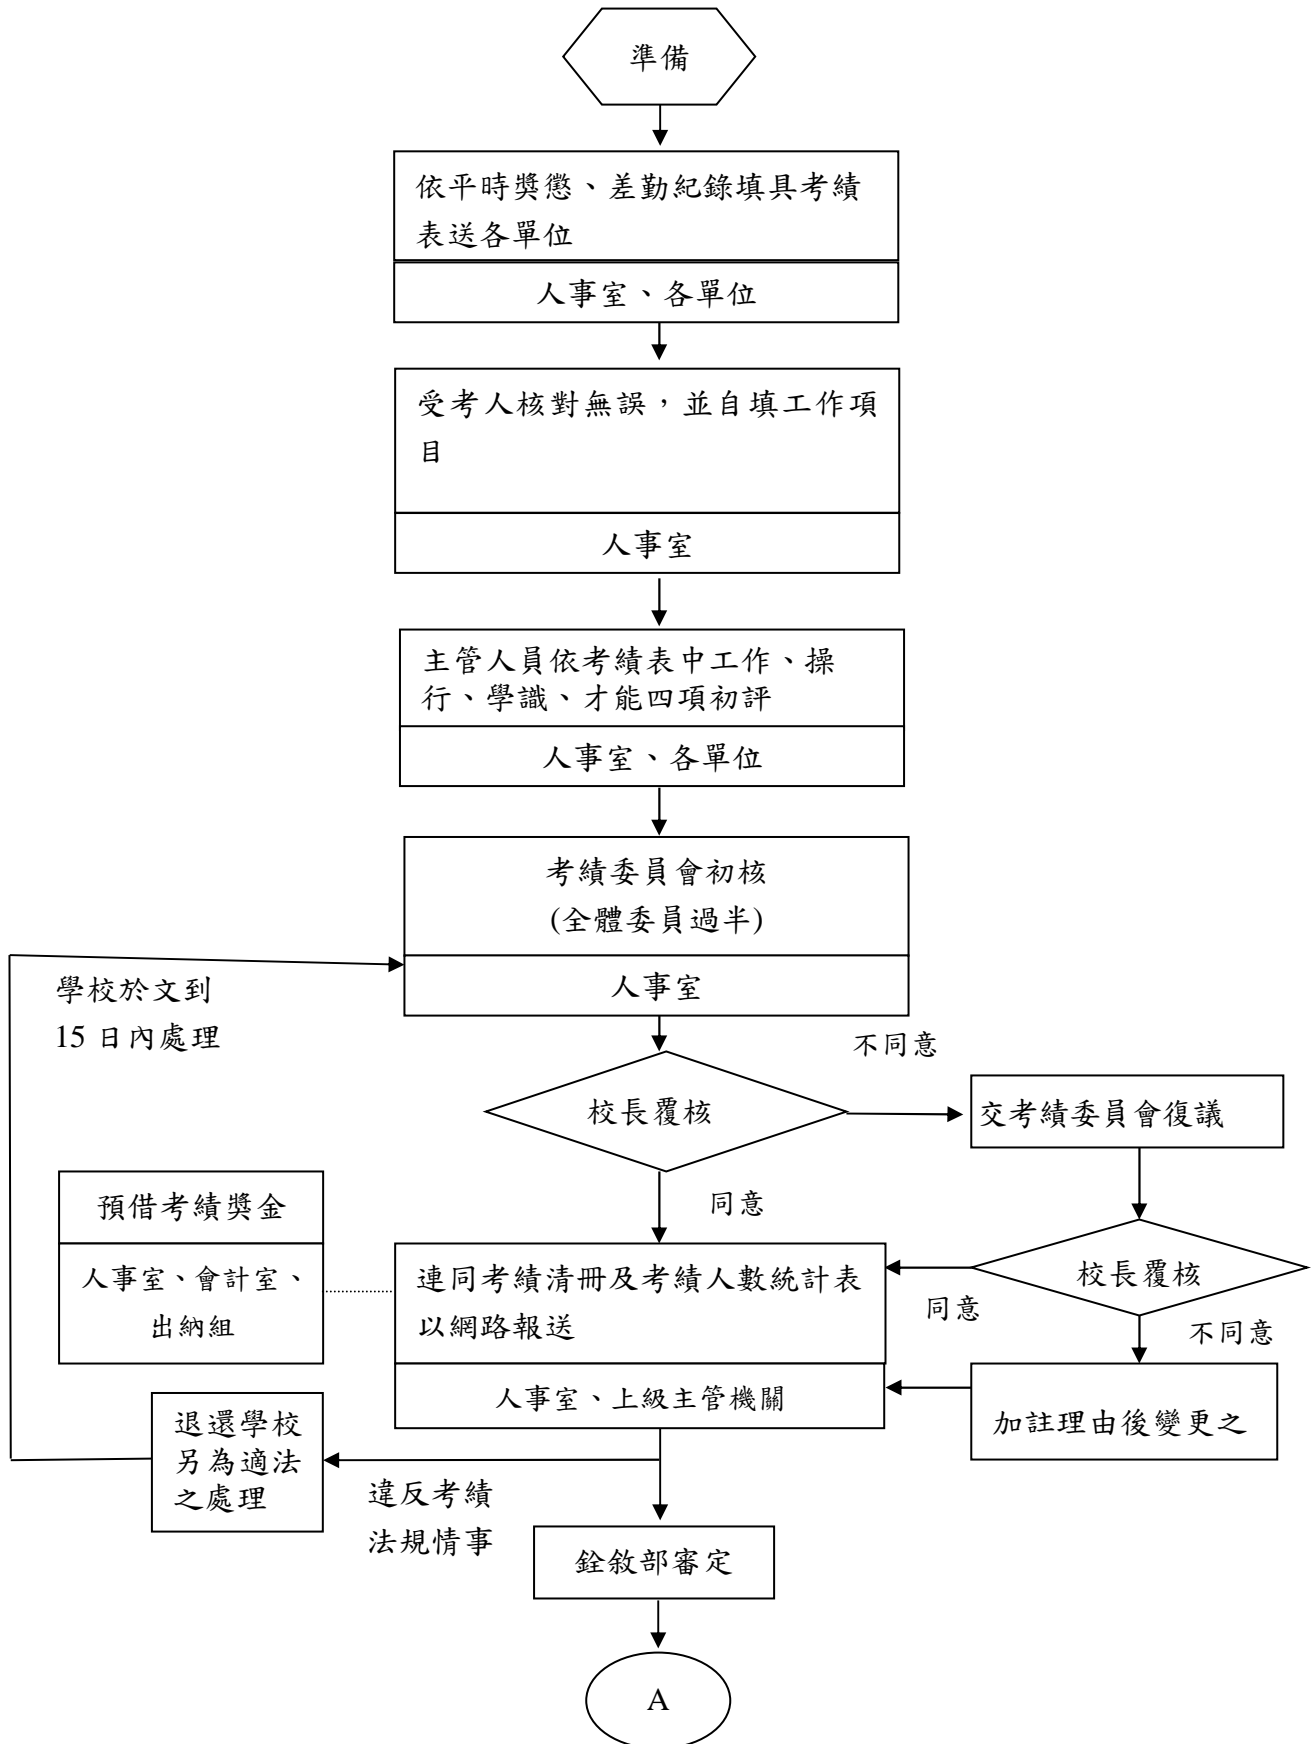 準備
依平時獎懲、差勤紀錄填具考績
表送各單位
人事室、各單位
受考人核對無誤，並自填工作項
目
人事室
主管人員依考績表中工作、操
行、學識、才能四項初評
人事室、各單位
考績委員會初核
(全體委員過半)
人事室
學校於文到
15 日內處理
不同意
校長覆核
交考績委員會復議
同意
預借考績獎金
人事室、會計室、
出納組
連同考績清冊及考績人數統計表
以網路報送
人事室、上級主管機關
校長覆核
同意
不同意
加註理由後變更之
退還學校
另為適法
之處理
違反考績
法規情事
銓敘部審定
A